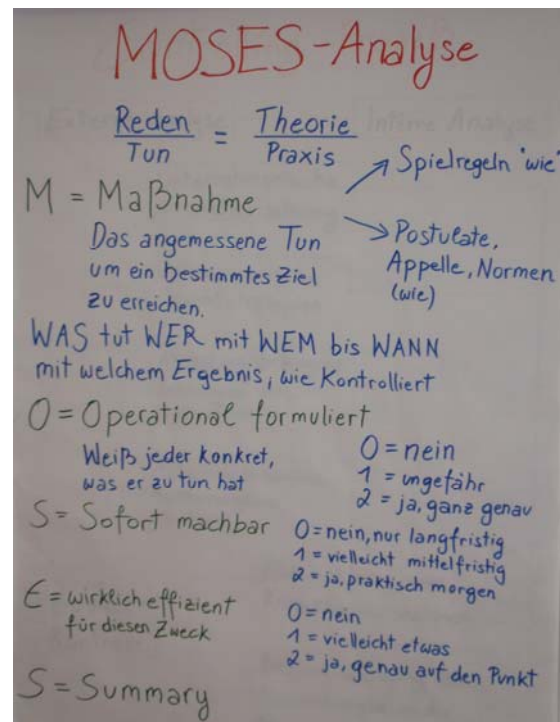 MOSES-Analyse
Reden = Theorie
Tun Praxis
Spielregeln "wie"
M = Maßnahme
Postulate,
Appelle, Normen
(wie)
Das angemessene Tun
um ein bestimmtes Ziel
zu erreichen.
WAS tut WER mit WEM bis WANN
mit welchem Ergebnis, wie Kontrolliert
O = Operational formuliert
Weiß jeder konkret,
was er zu tun hat
0 = nein
1 = ungefähr
2 = ja, ganz genau
S = Sofort machbar
0 = nein, nur langfristig
1 = vielleicht mittelfristig
2 = ja, praktisch morgen
E = wirklich effizient
für diesen Zweck
0 = nein
1 = vielleicht etwas
2 = ja, genau auf den Punkt
S = Summary